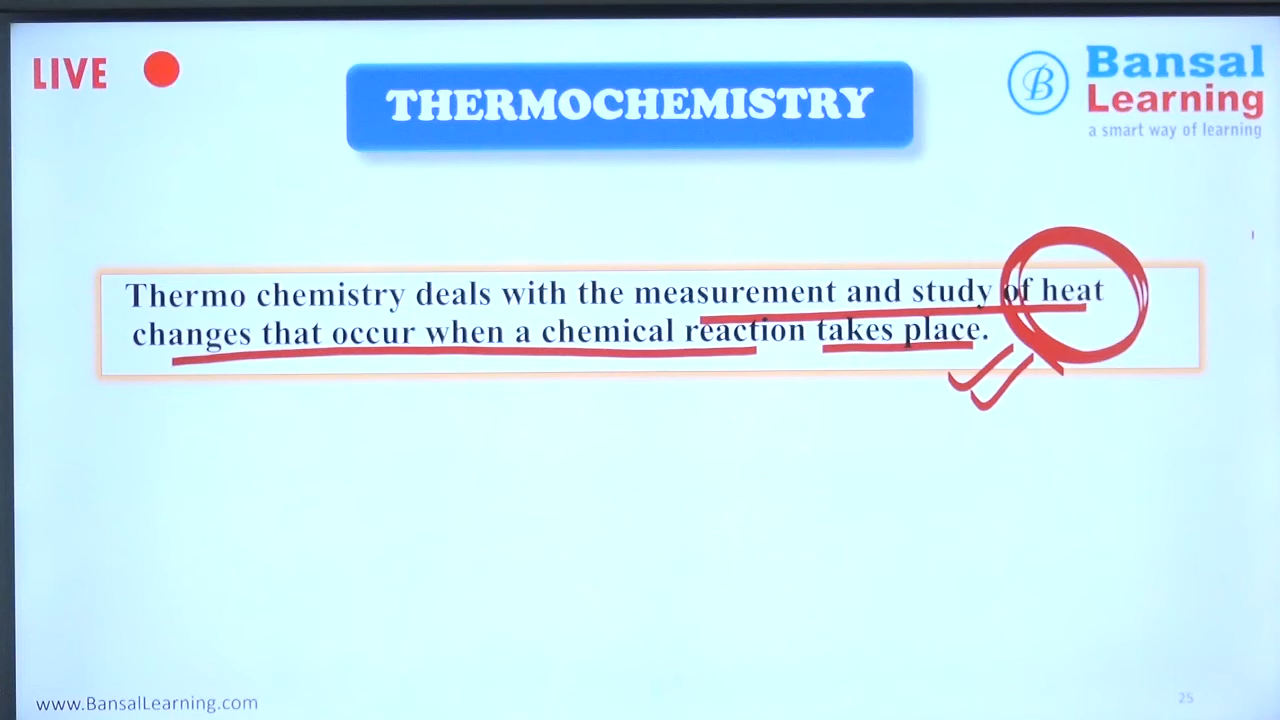 LIVE
THERMOCHEMISTRY
B
Bansal
Learning
a smart way of learning
Thermo chemistry deals with the measurement and study of heat
changes that occur when a chemical reaction takes place.
www.BansalLearning.com
25